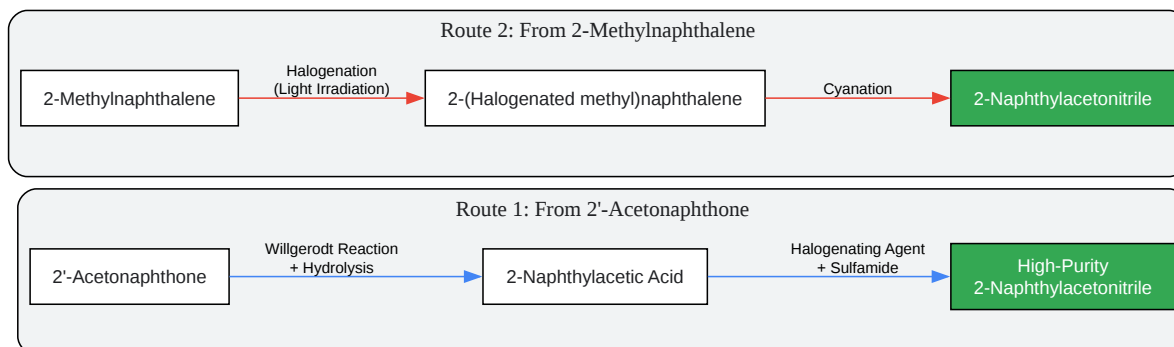 Route 2: From 2-Methylnaphthalene
Halogenation
(Light Irradiation)
Cyanation
2-Methylnaphthalene
2-(Halogenated methyl)naphthalene
2-Naphthylacetonitrile
Route 1: From 2'-Acetonaphthone
Willgerodt Reaction
+ Hydrolysis
Halogenating Agent
+ Sulfamide
2'-Acetonaphthone
2-Naphthylacetic Acid
High-Purity
2-Naphthylacetonitrile